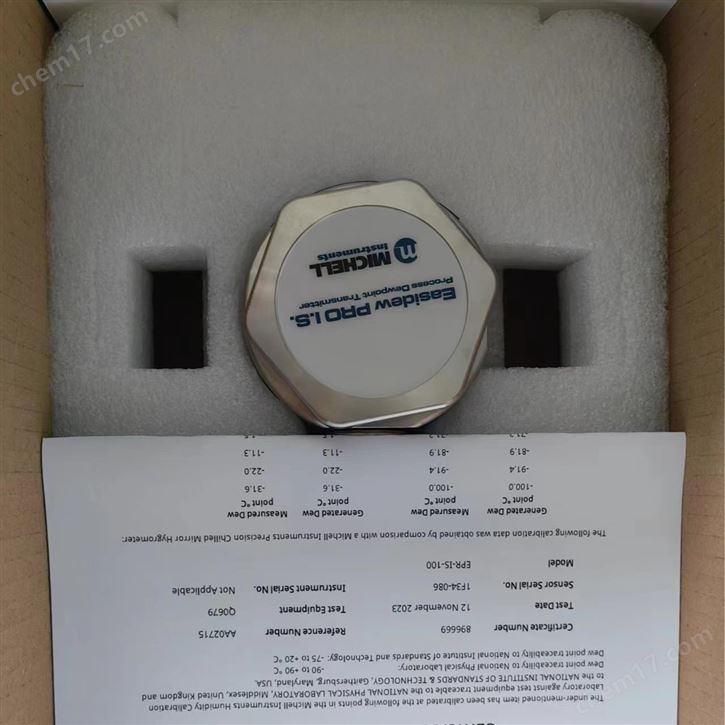 chem17.com
MICHELL
Instruments
Easidew PRO I.S.
Process Dewpoint Transmitter
The under-mentioned item has been calibrated at the following points in the Michell Instruments Humidity Calibration
Laboratory against test equipment traceable to the NATIONAL PHYSICAL LABORATORY, Middlesex, United Kingdom and
to the NATIONAL INSTITUTE OF STANDARDS & TECHNOLOGY, Gaithersburg, Maryland, USA.
Dew point traceability to National Physical Laboratory: -90 to +90 °C
Dew point traceability to National Institute of Standards and Technology: -75 to +20 °C
Certificate Number 896669 Reference Number AA02715
Test Date 12 November 2023 Test Equipment Q0679
Sensor Serial No. 1F34-086 Instrument Serial No. Not Applicable
Model EPR-IS-100
The following calibration data was obtained by comparison with a Michell Instruments Precision Chilled Mirror Hygrometer:
Generated Dew Measured Dew Generated Dew Measured Dew
point °C point °C point °C point °C
-100.0 -100.0 -31.6 -31.6
-91.4 -91.4 -22.0 -22.0
-81.9 -81.9 -11.3 -11.3